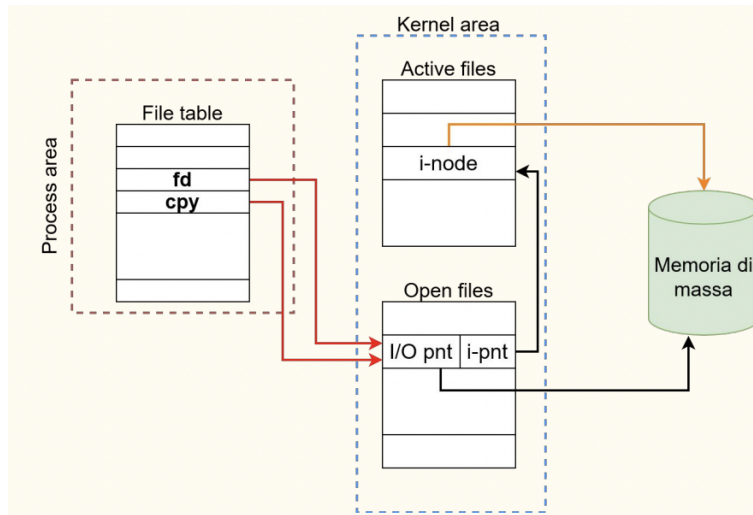 Kernel area
Active files
File table
Process area
i-node
fd
cpy
Memoria di
massa
Open files
I/O pnt
i-pnt